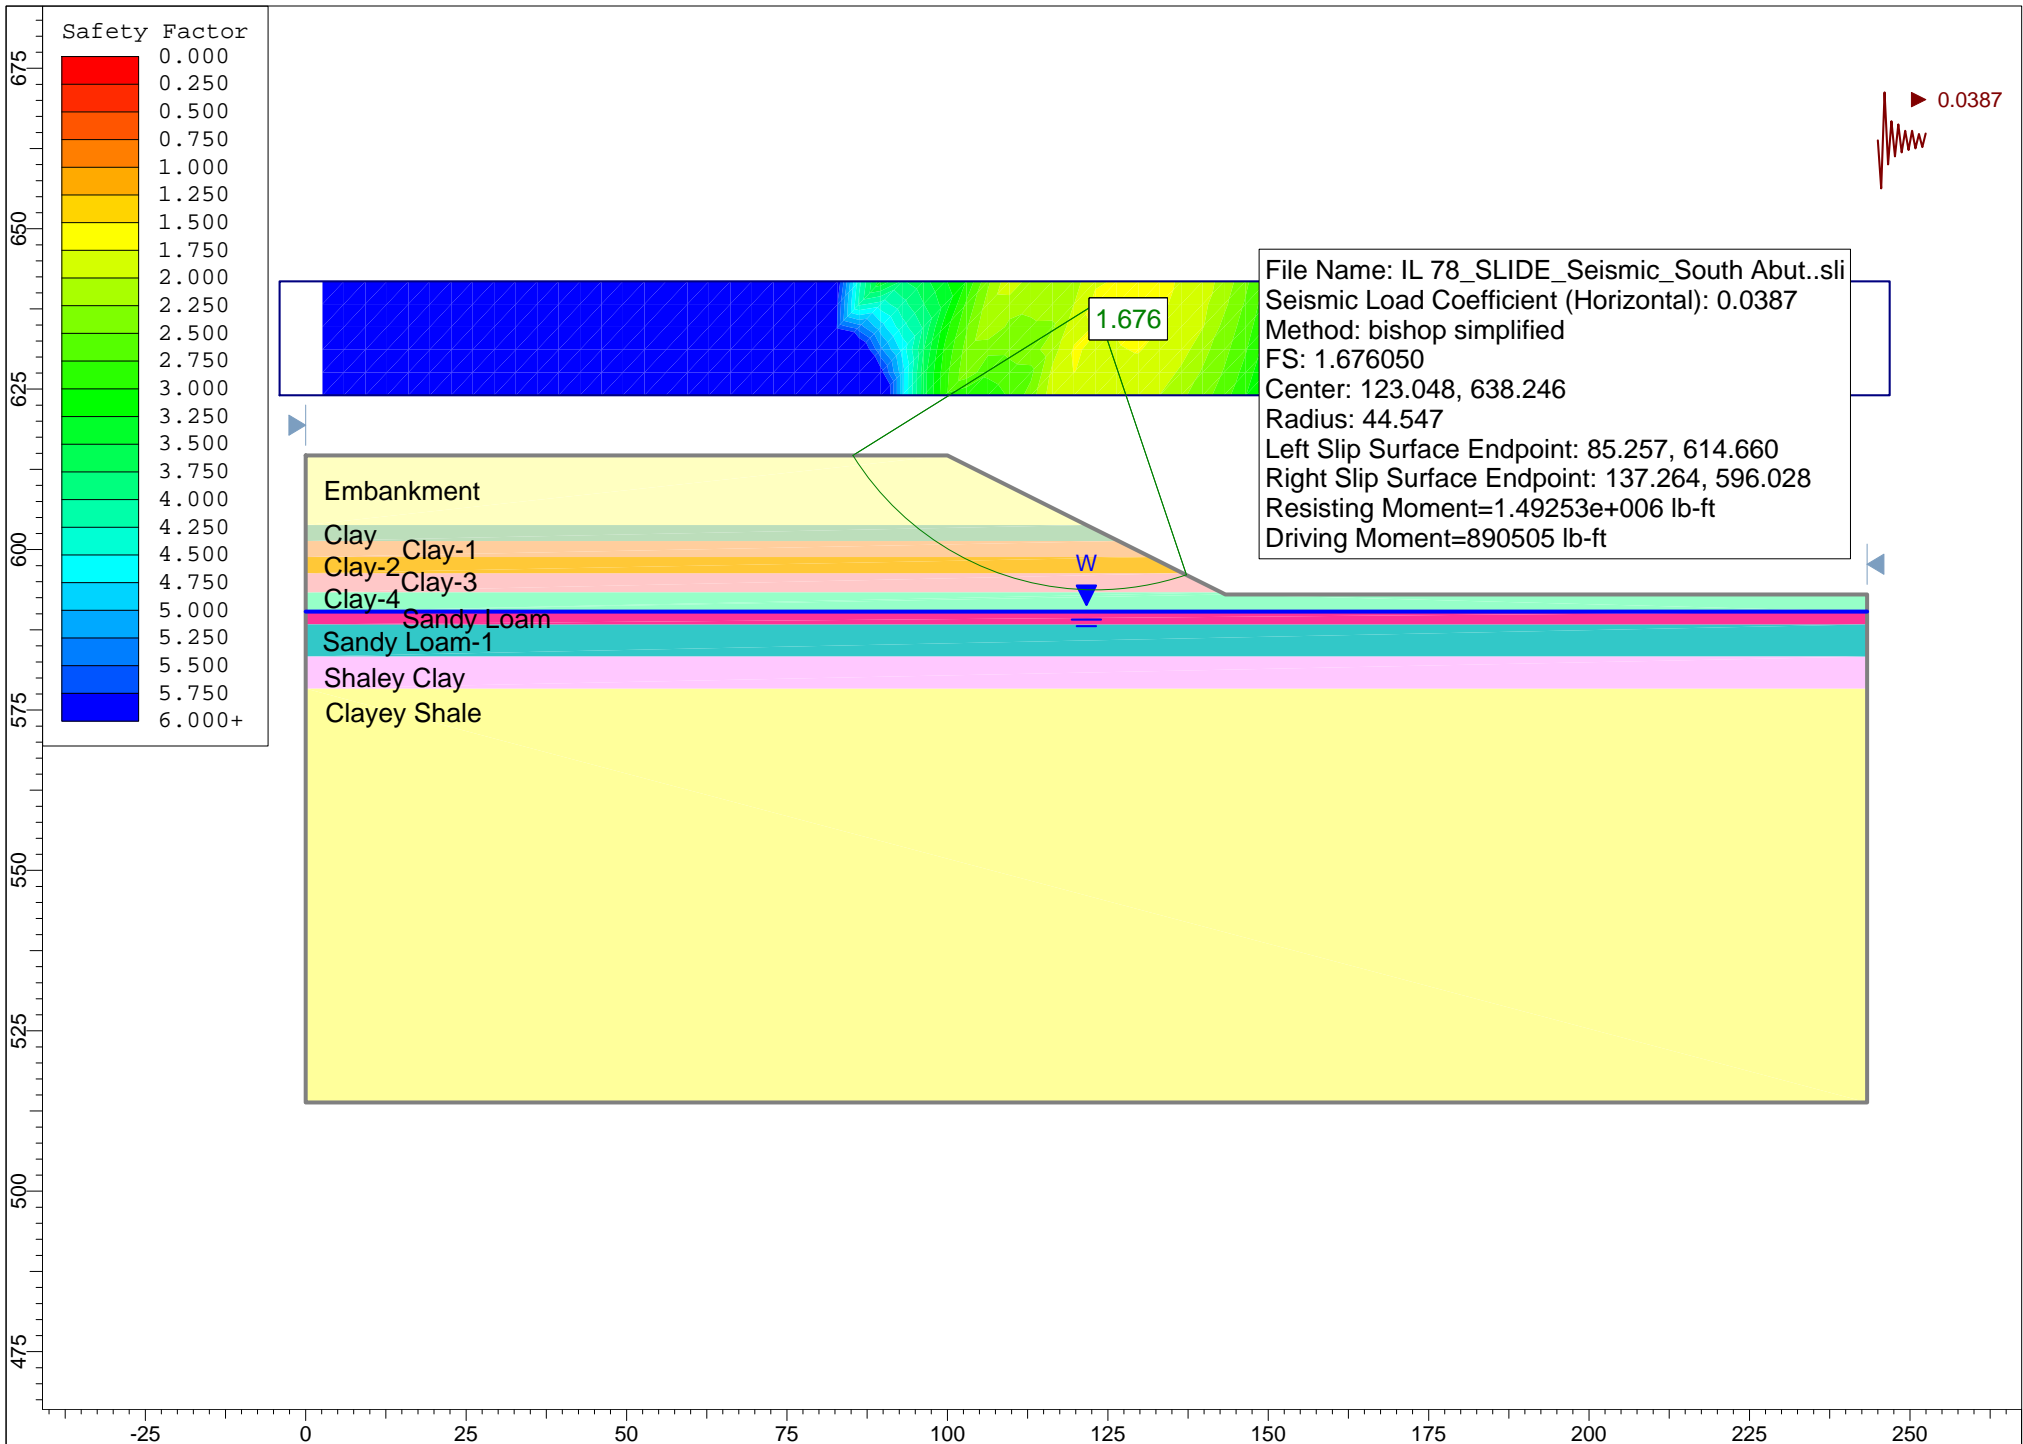 Safety Factor
0.000
0.250
0.500
0.750
1.000
1.250
1.500
1.750
2.000
2.250
2.500
2.750
3.000
3.250
3.500
3.750
4.000
4.250
4.500
4.750
5.000
5.250
5.500
5.750
6.000+
0.0387
1.676
File Name: IL 78_SLIDE_Seismic_South Abut..sli
Seismic Load Coefficient (Horizontal): 0.0387
Method: bishop simplified
FS: 1.676050
Center: 123.048, 638.246
Radius: 44.547
Left Slip Surface Endpoint: 85.257, 614.660
Right Slip Surface Endpoint: 137.264, 596.028
Resisting Moment=1.49253e+006 lb-ft
Driving Moment=890505 lb-ft
Embankment
Clay
Clay-1
Clay-2
Clay-3
Clay-4
W
Sandy Loam
Sandy Loam-1
Shaley Clay
Clayey Shale
675
650
625
600
575
550
525
500
475
-25
0
25
50
75
100
125
150
175
200
225
250